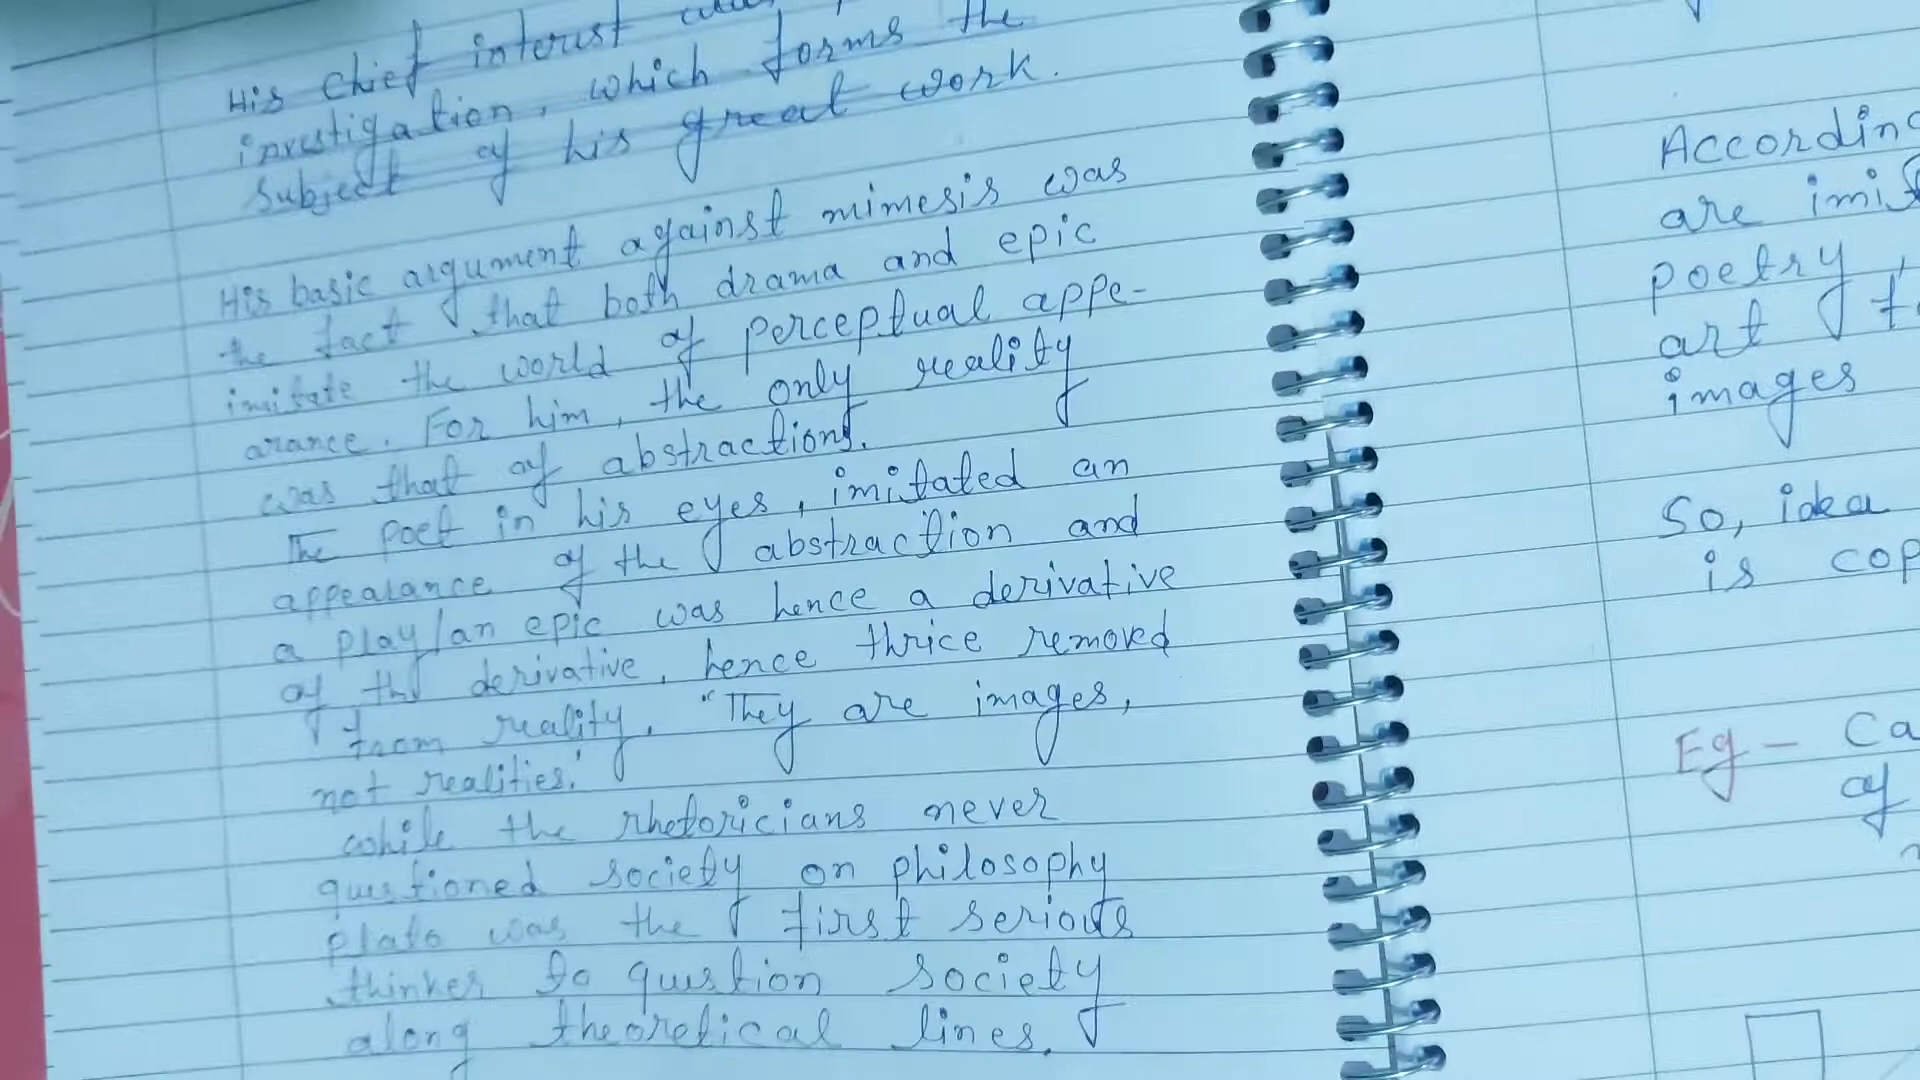 His chief interest
investigation, which forms the
subject of his great work.
His basic argument against mimesis was
the fact that both drama and epic
imitate the world of perceptual appe-
arance. For him, the only reality
was that of abstractions.
The poet in his eyes, imitated an
appearance of the abstraction and
a play/an epic was hence a derivative
of the derivative, hence thrice removed
from reality. "They are images,
not realities."
while the rhetoricians never
questioned society on philosophy
plato was the first serious
thinker to question society
along theoretical lines.
According
are
poetry,
art
images
So, idea
is
Eg -
of